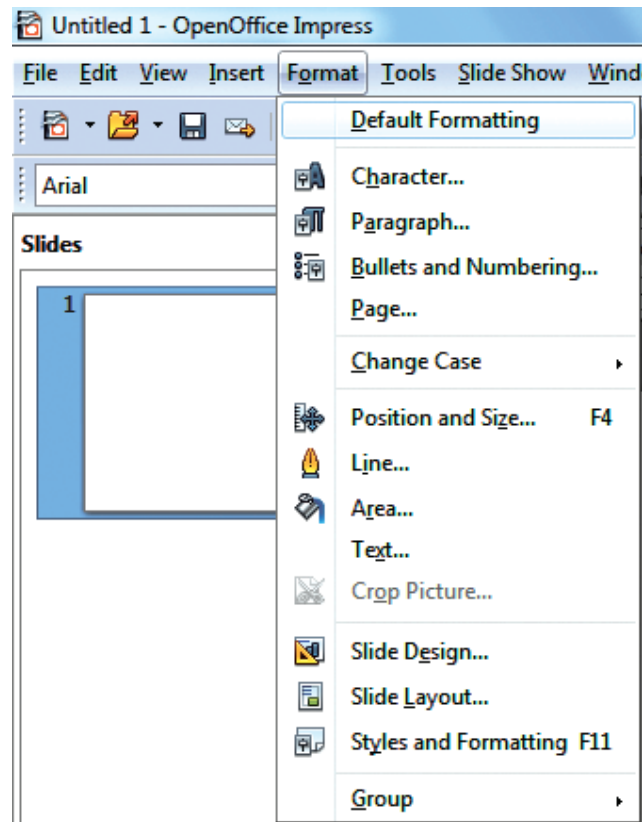 Untitled 1 - OpenOffice Impress
File Edit View Insert Format Tools Slide Show Wind
Default Formatting
Arial
Character...
Paragraph...
Slides
Bullets and Numbering...
1
Page...
Change Case
Position and Size... F4
Line...
Area...
Text...
Crop Picture...
Slide Design...
Slide Layout...
Styles and Formatting F11
Group